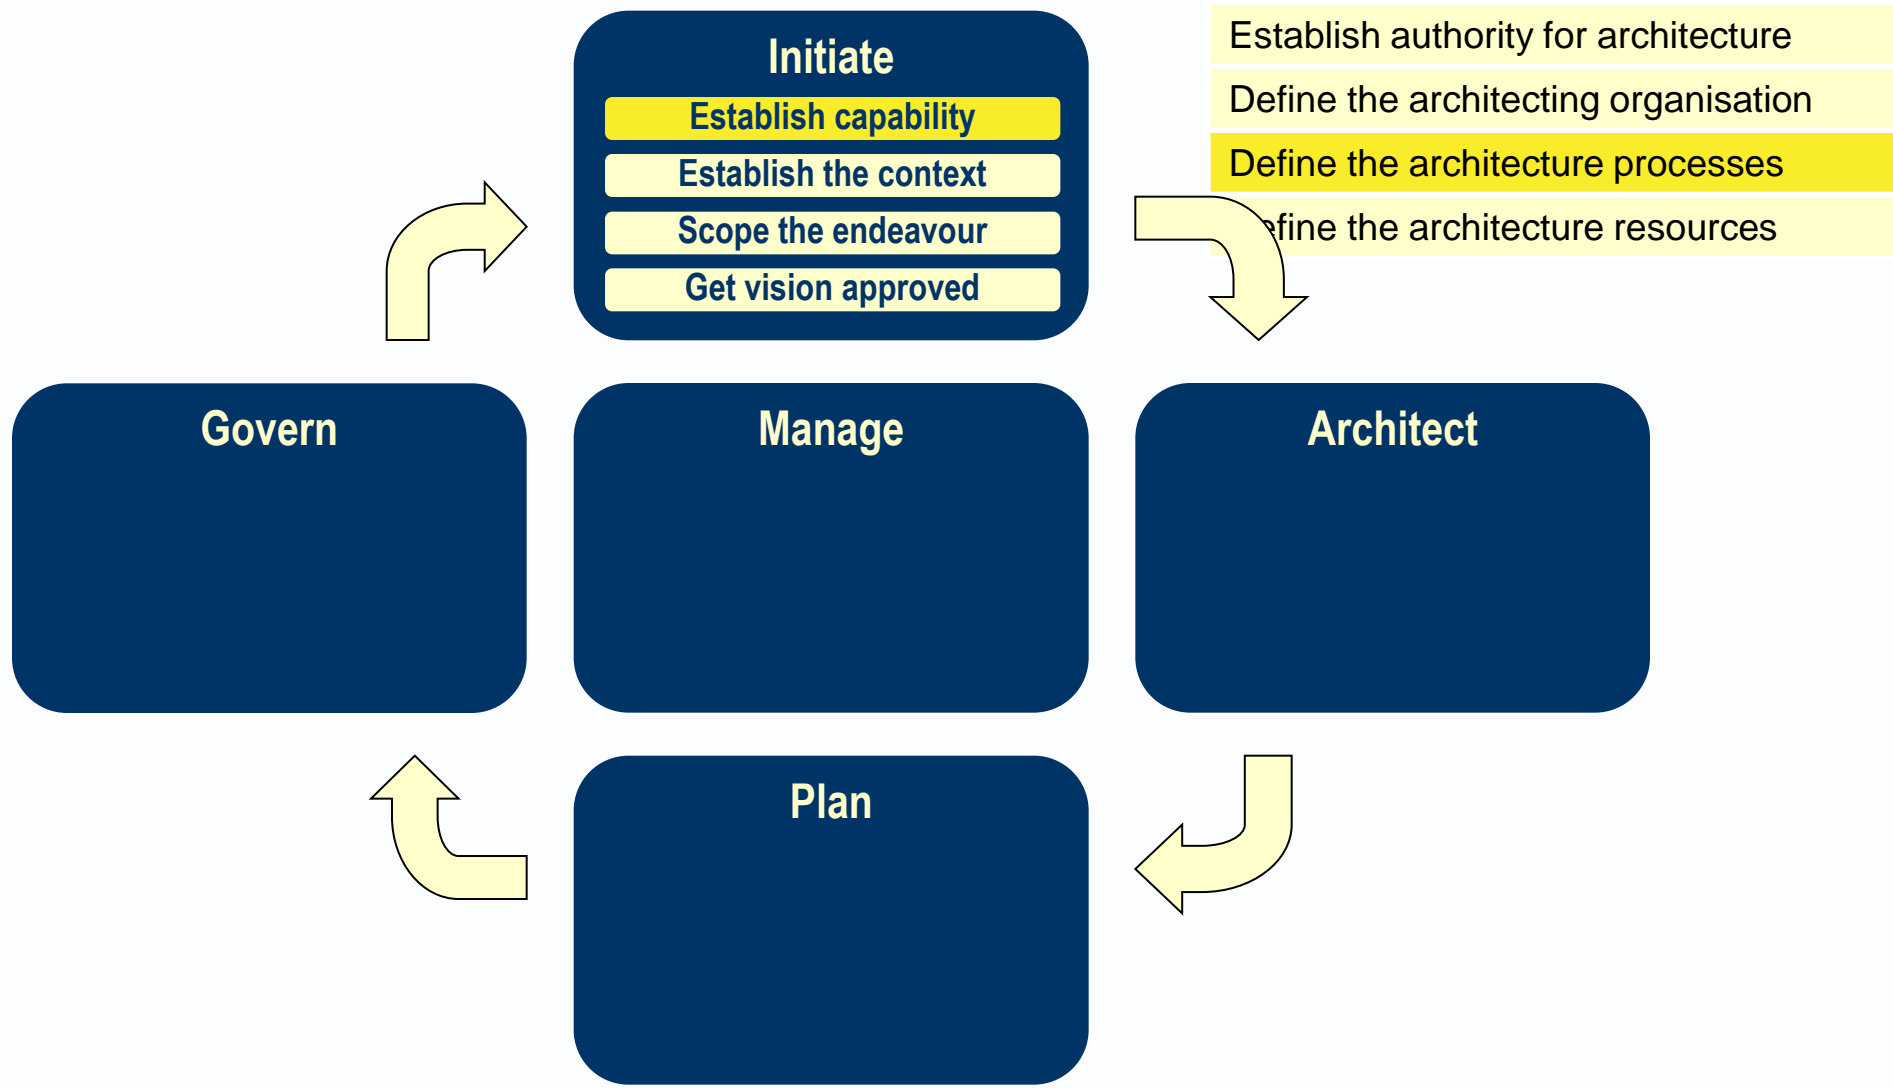 Initiate
Establish capability
Establish the context
Scope the endeavour
Get vision approved
Establish authority for architecture
Define the architecting organisation
Define the architecture processes
efine the architecture resources
Govern
Manage
Architect
Plan